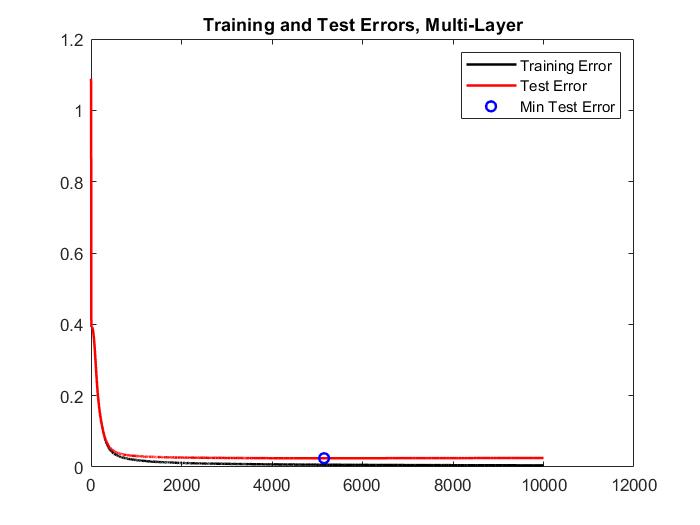 Training and Test Errors, Multi-Layer
1.2
1
0.8
0.6
0.4
0.2
0
Training Error
Test Error
Min Test Error
0 2000 4000 6000 8000 10000 12000